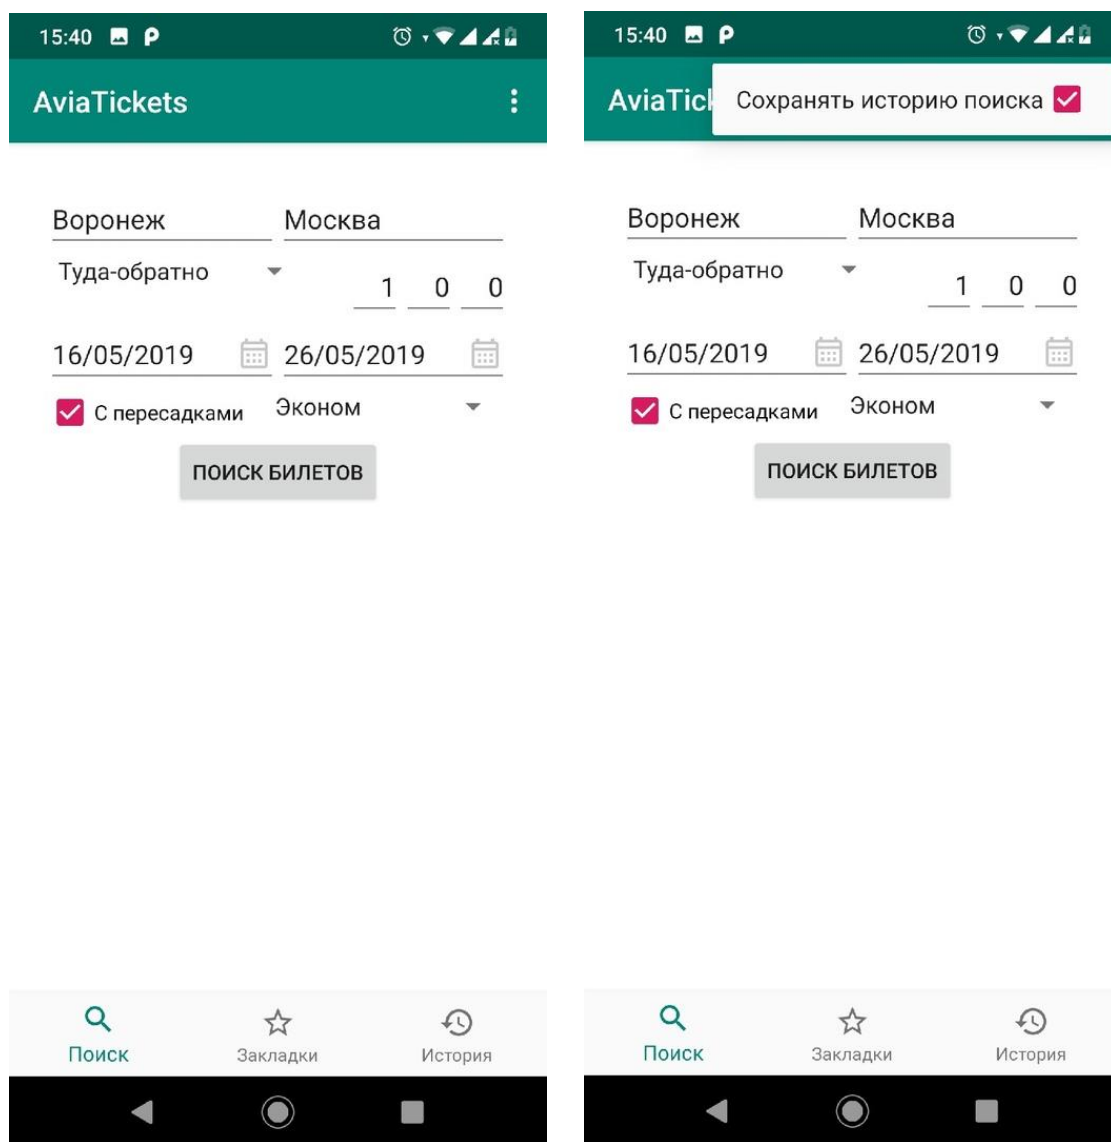 15:40
AviaTickets
Воронеж Москва
Туда-обратно
1 0 0
16/05/2019 26/05/2019
С пересадками Эконом
ПОИСК БИЛЕТОВ
Поиск Закладки История
15:40
AviaTic Сохранять историю поиска
Воронеж Москва
Туда-обратно
1 0 0
16/05/2019 26/05/2019
С пересадками Эконом
ПОИСК БИЛЕТОВ
Поиск Закладки История